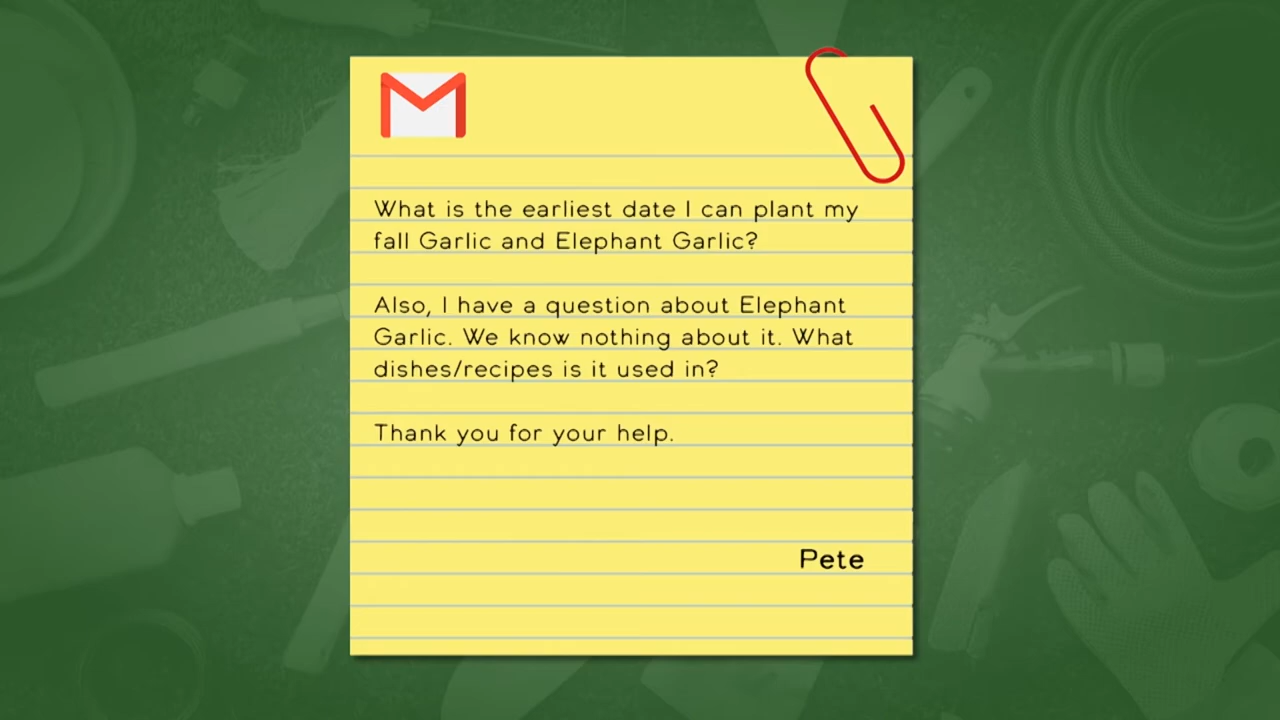 What is the earliest date I can plant my
fall Garlic and Elephant Garlic?
Also, I have a question about Elephant
Garlic. We know nothing about it. What
dishes/recipes is it used in?
Thank you for your help.
Pete